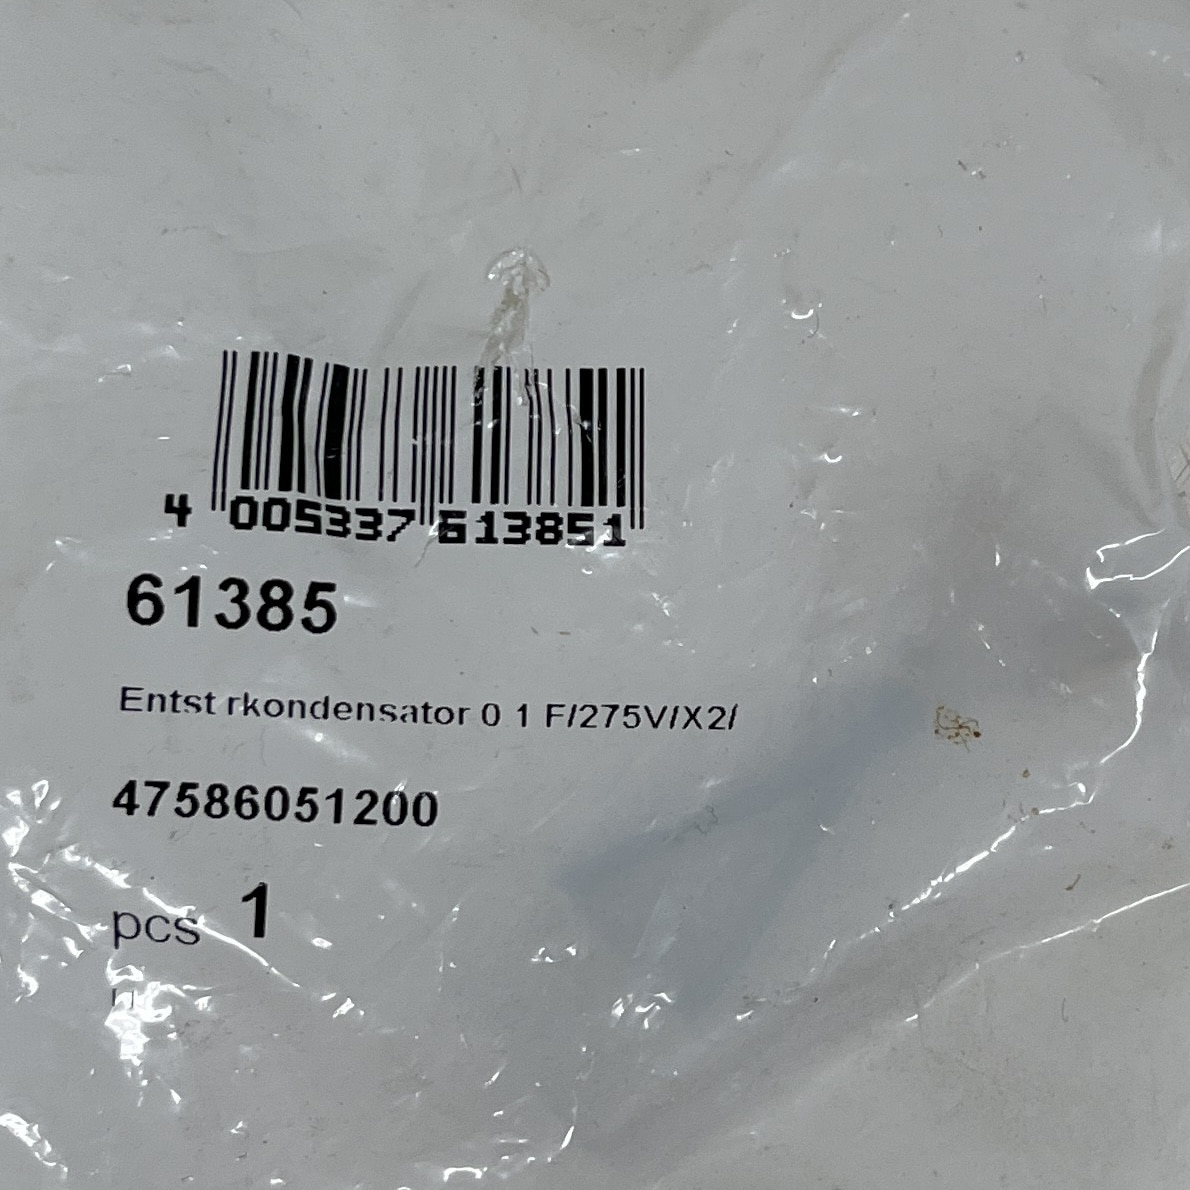 4 005337 613851
61385
Entst rkondensator 0 1 F/275V/X2/
47586051200
pcs 1